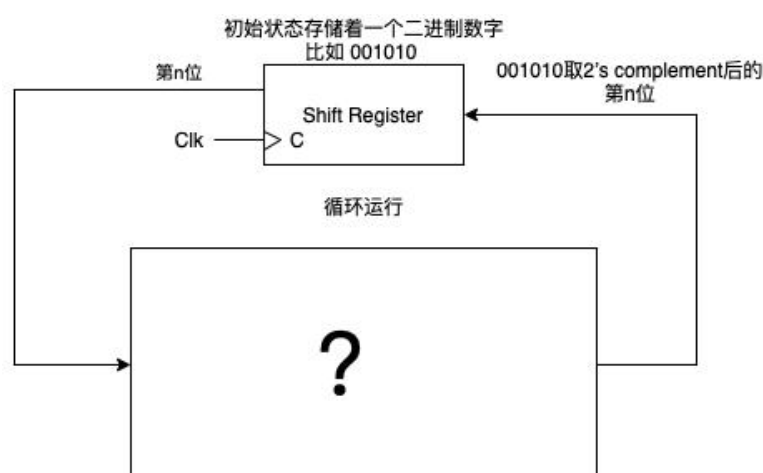 初始状态存储着一个二进制数字
比如 001010
第n位
001010取2's complement后的
第n位
Shift Register
Clk
C
循环运行
?